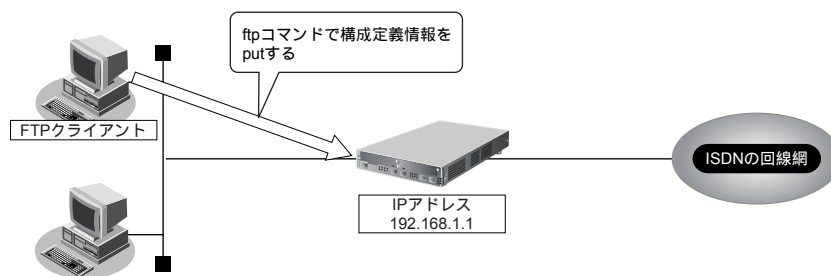 ftpコマンドで構成定義情報を
putする
FTPクライアント
ISDNの回線網
IPアドレス
192.168.1.1